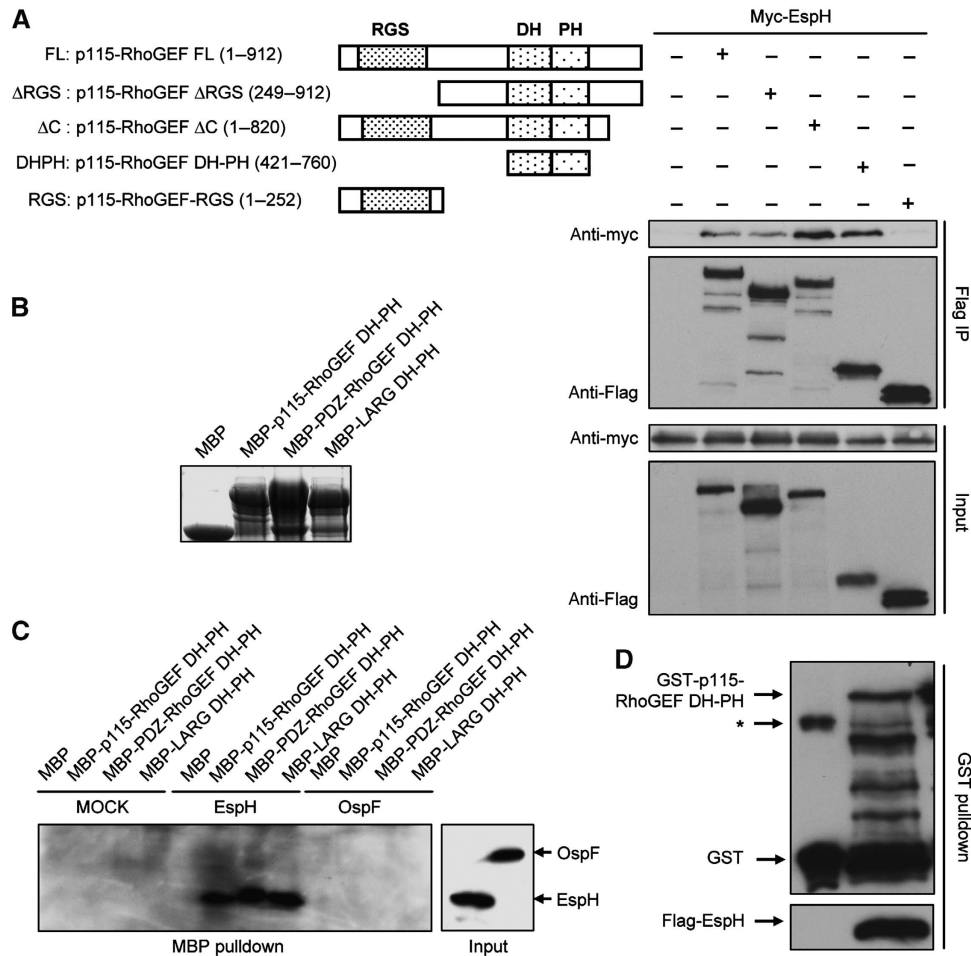 A
RGS
DH
PH
Myc-EspH
FL: p115-RhoGEF FL (1–912)
– + – – – –
ΔRGS : p115-RhoGEF ΔRGS (249–912)
– – + – – –
ΔC : p115-RhoGEF ΔC (1–820)
– – – + – –
DHPH: p115-RhoGEF DH-PH (421–760)
– – – – + –
RGS: p115-RhoGEF-RGS (1–252)
– – – – – +
Anti-myc
Anti-Flag
Flag IP
Anti-myc
Anti-Flag
Input
B
MBP
MBP-p115-RhoGEF DH-PH
MBP-PDZ-RhoGEF DH-PH
MBP-LARG DH-PH
C
MBP
MBP-p115-RhoGEF DH-PH
MBP-PDZ-RhoGEF DH-PH
MBP-LARG DH-PH
MBP
MBP-p115-RhoGEF DH-PH
MBP-PDZ-RhoGEF DH-PH
MBP-LARG DH-PH
MBP
MBP-p115-RhoGEF DH-PH
MBP-PDZ-RhoGEF DH-PH
MBP-LARG DH-PH
MOCK
EspH
OspF
OspF
EspH
MBP pulldown
Input
D
GST-p115-
RhoGEF DH-PH
*
GST
Flag-EspH
GST pulldown